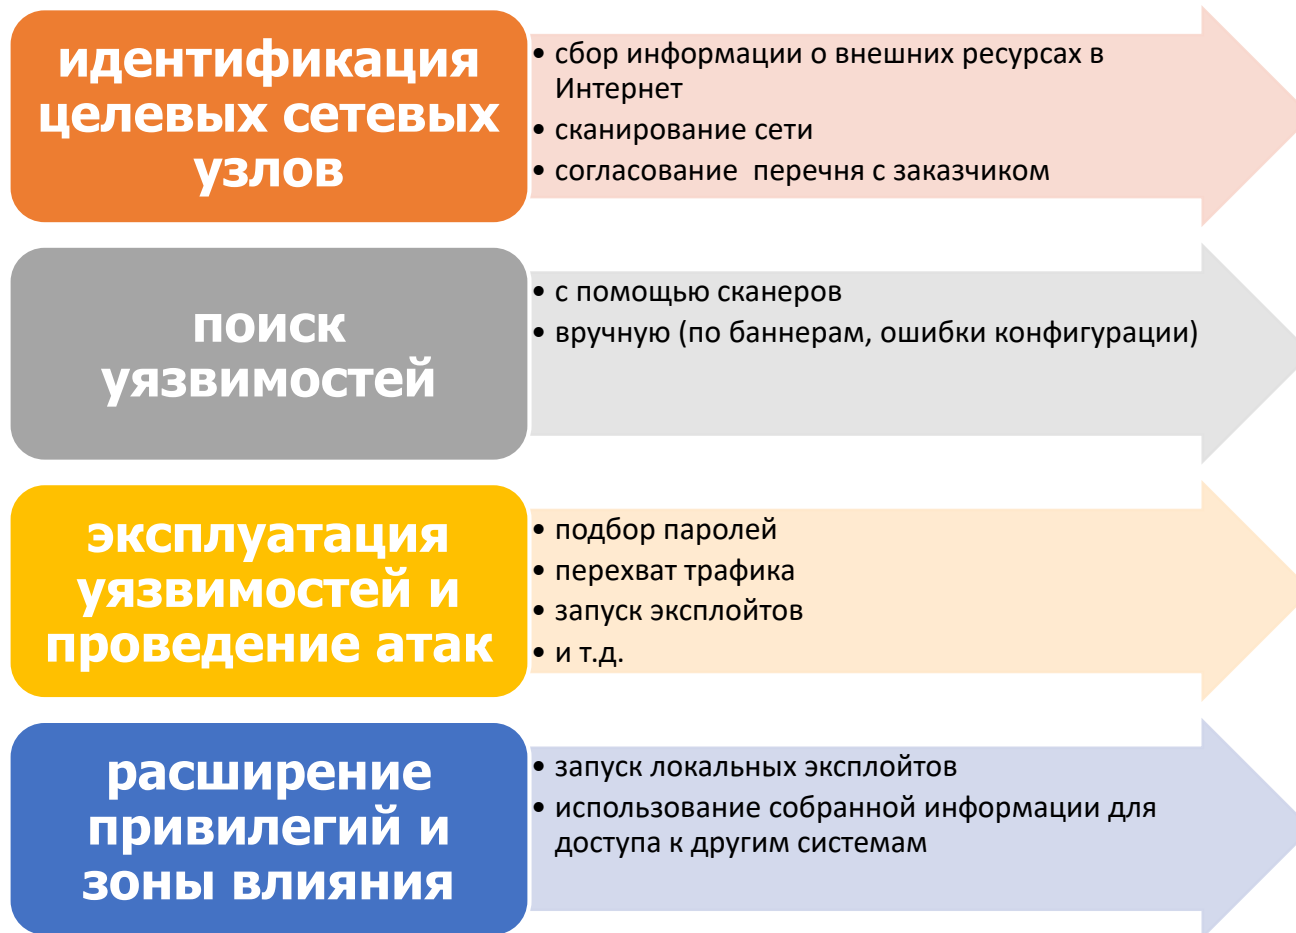 идентификация
целевых сетевых
узлов
• сбор информации о внешних ресурсах в
Интернет
• сканирование сети
• согласование  перечня с заказчиком
поиск
уязвимостей
• с помощью сканеров
• вручную (по баннерам, ошибки конфигурации)
эксплуатация
уязвимостей и
проведение атак
• подбор паролей
• перехват трафика
• запуск эксплойтов
• и т.д.
расширение
привилегий и
зоны влияния
• запуск локальных эксплойтов
• использование собранной информации для
доступа к другим системам